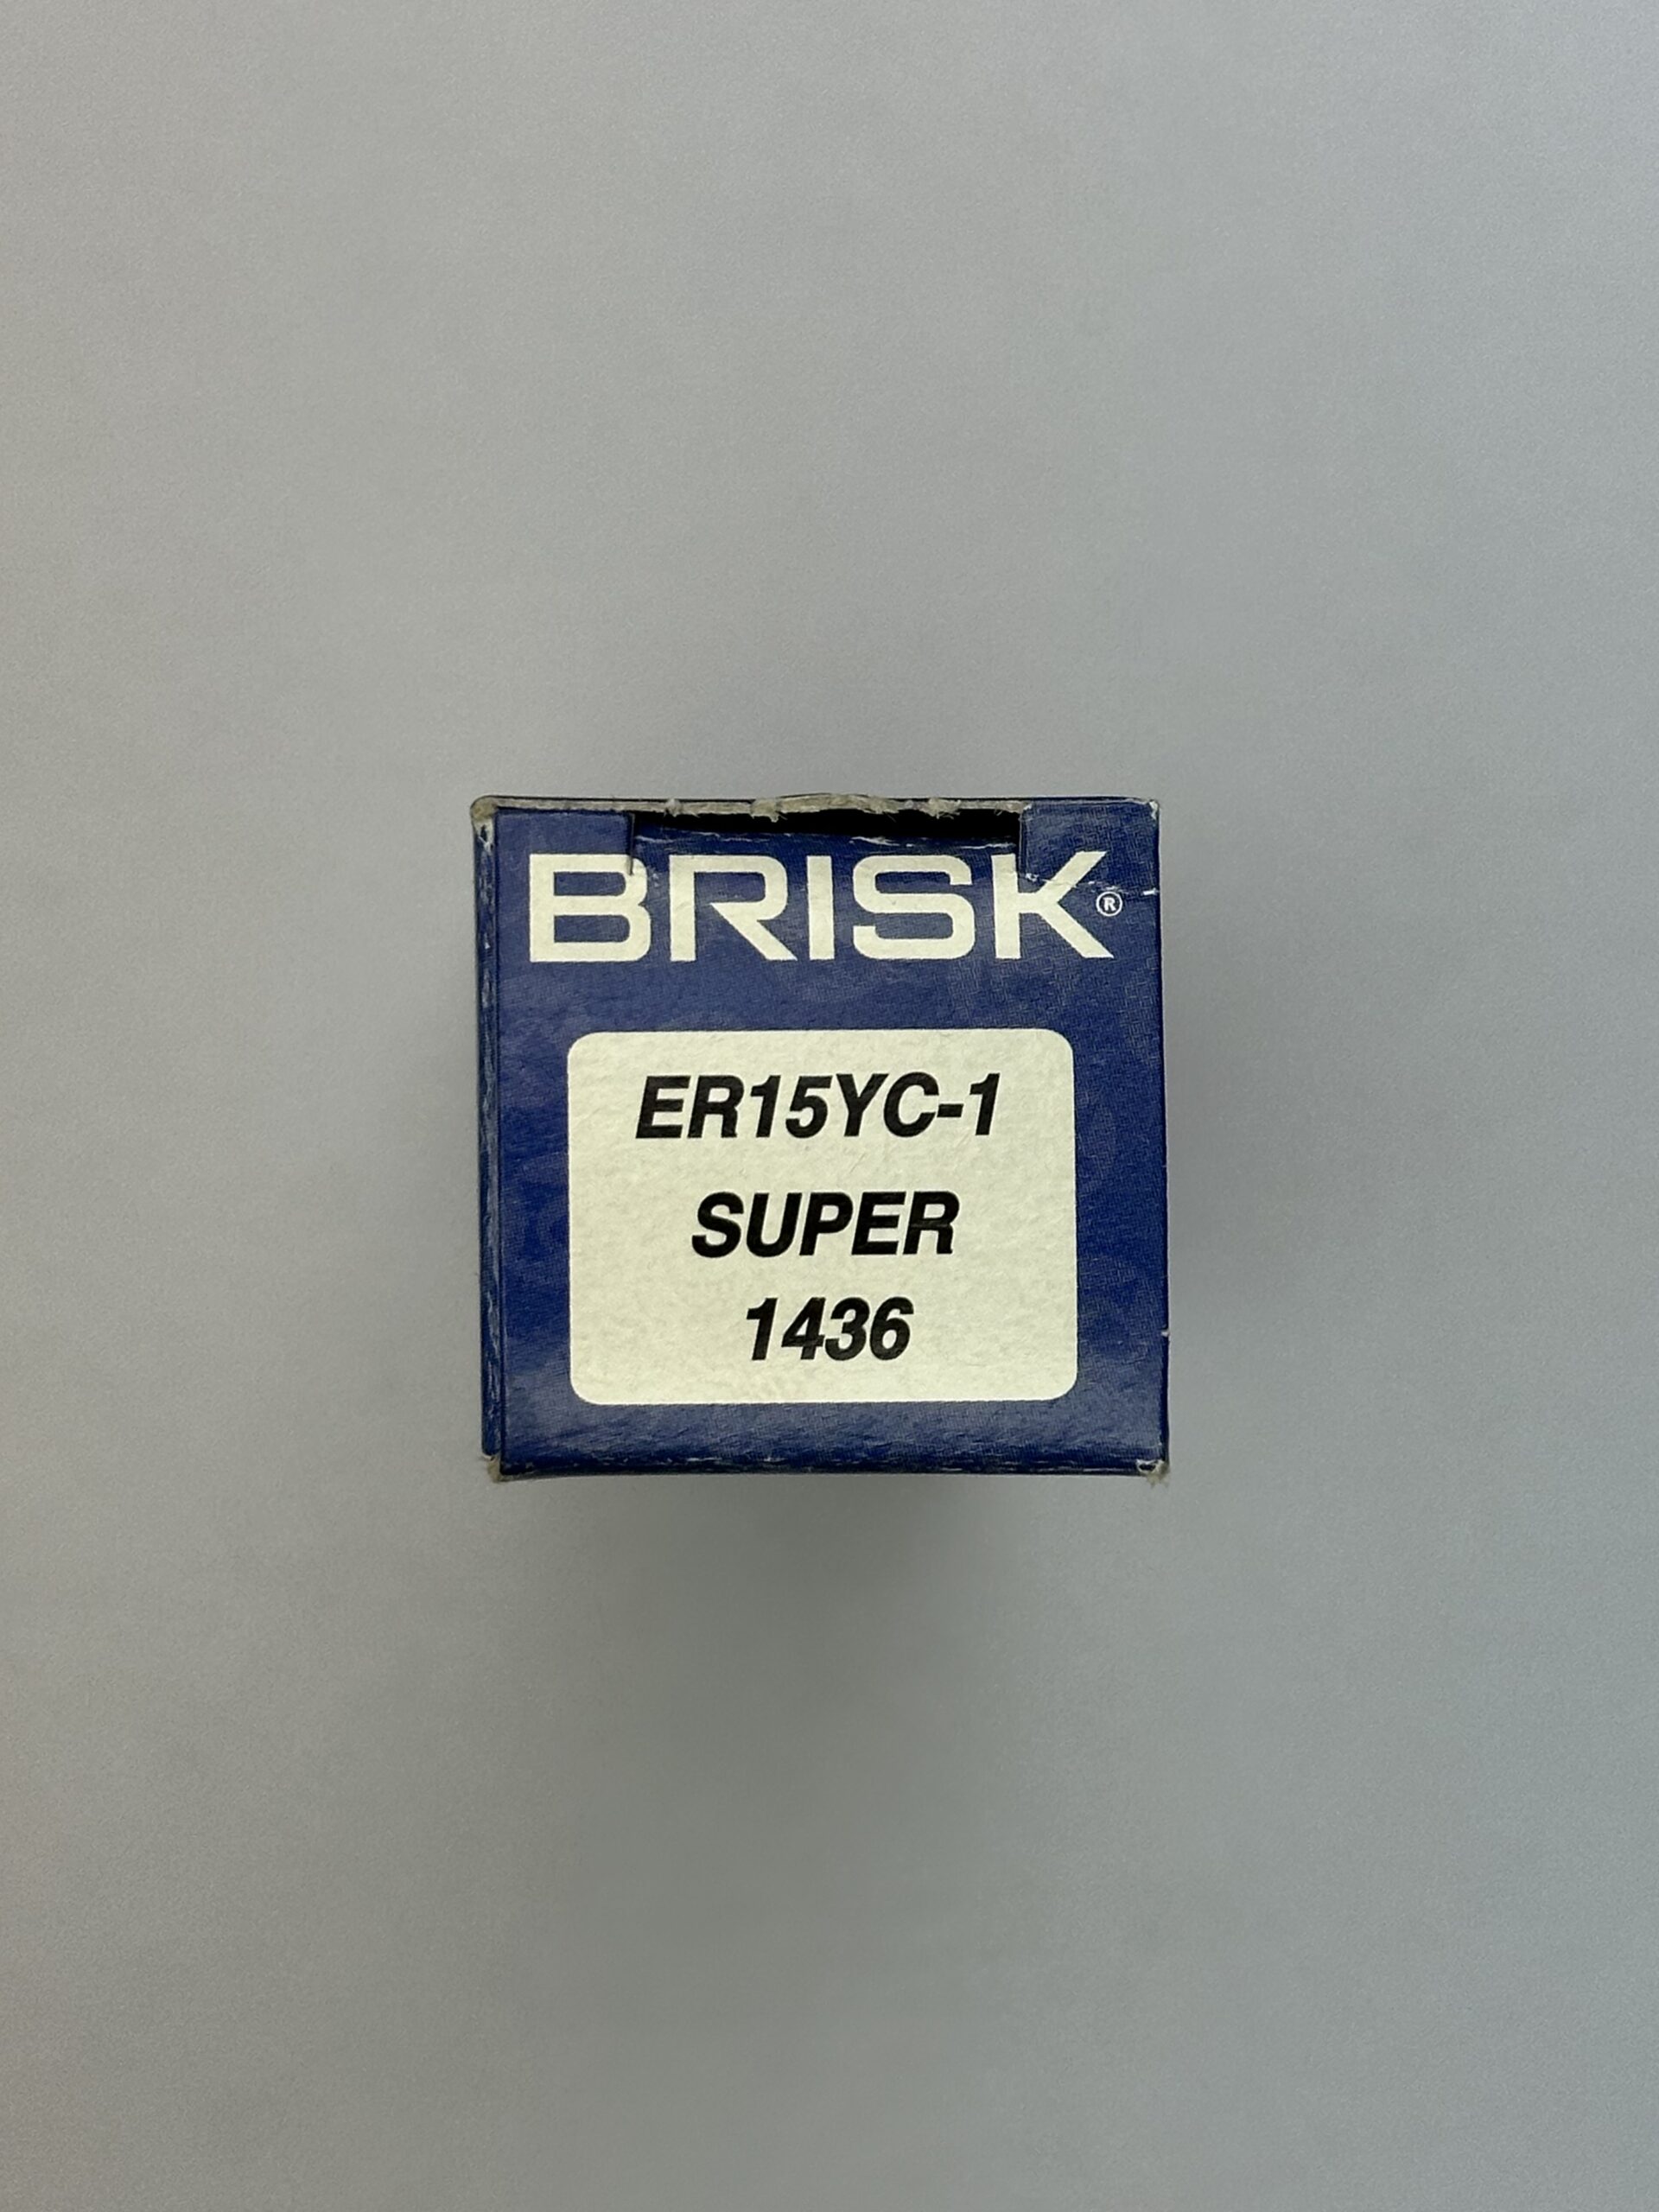 BRISK®
ER15YC-1
SUPER
1436